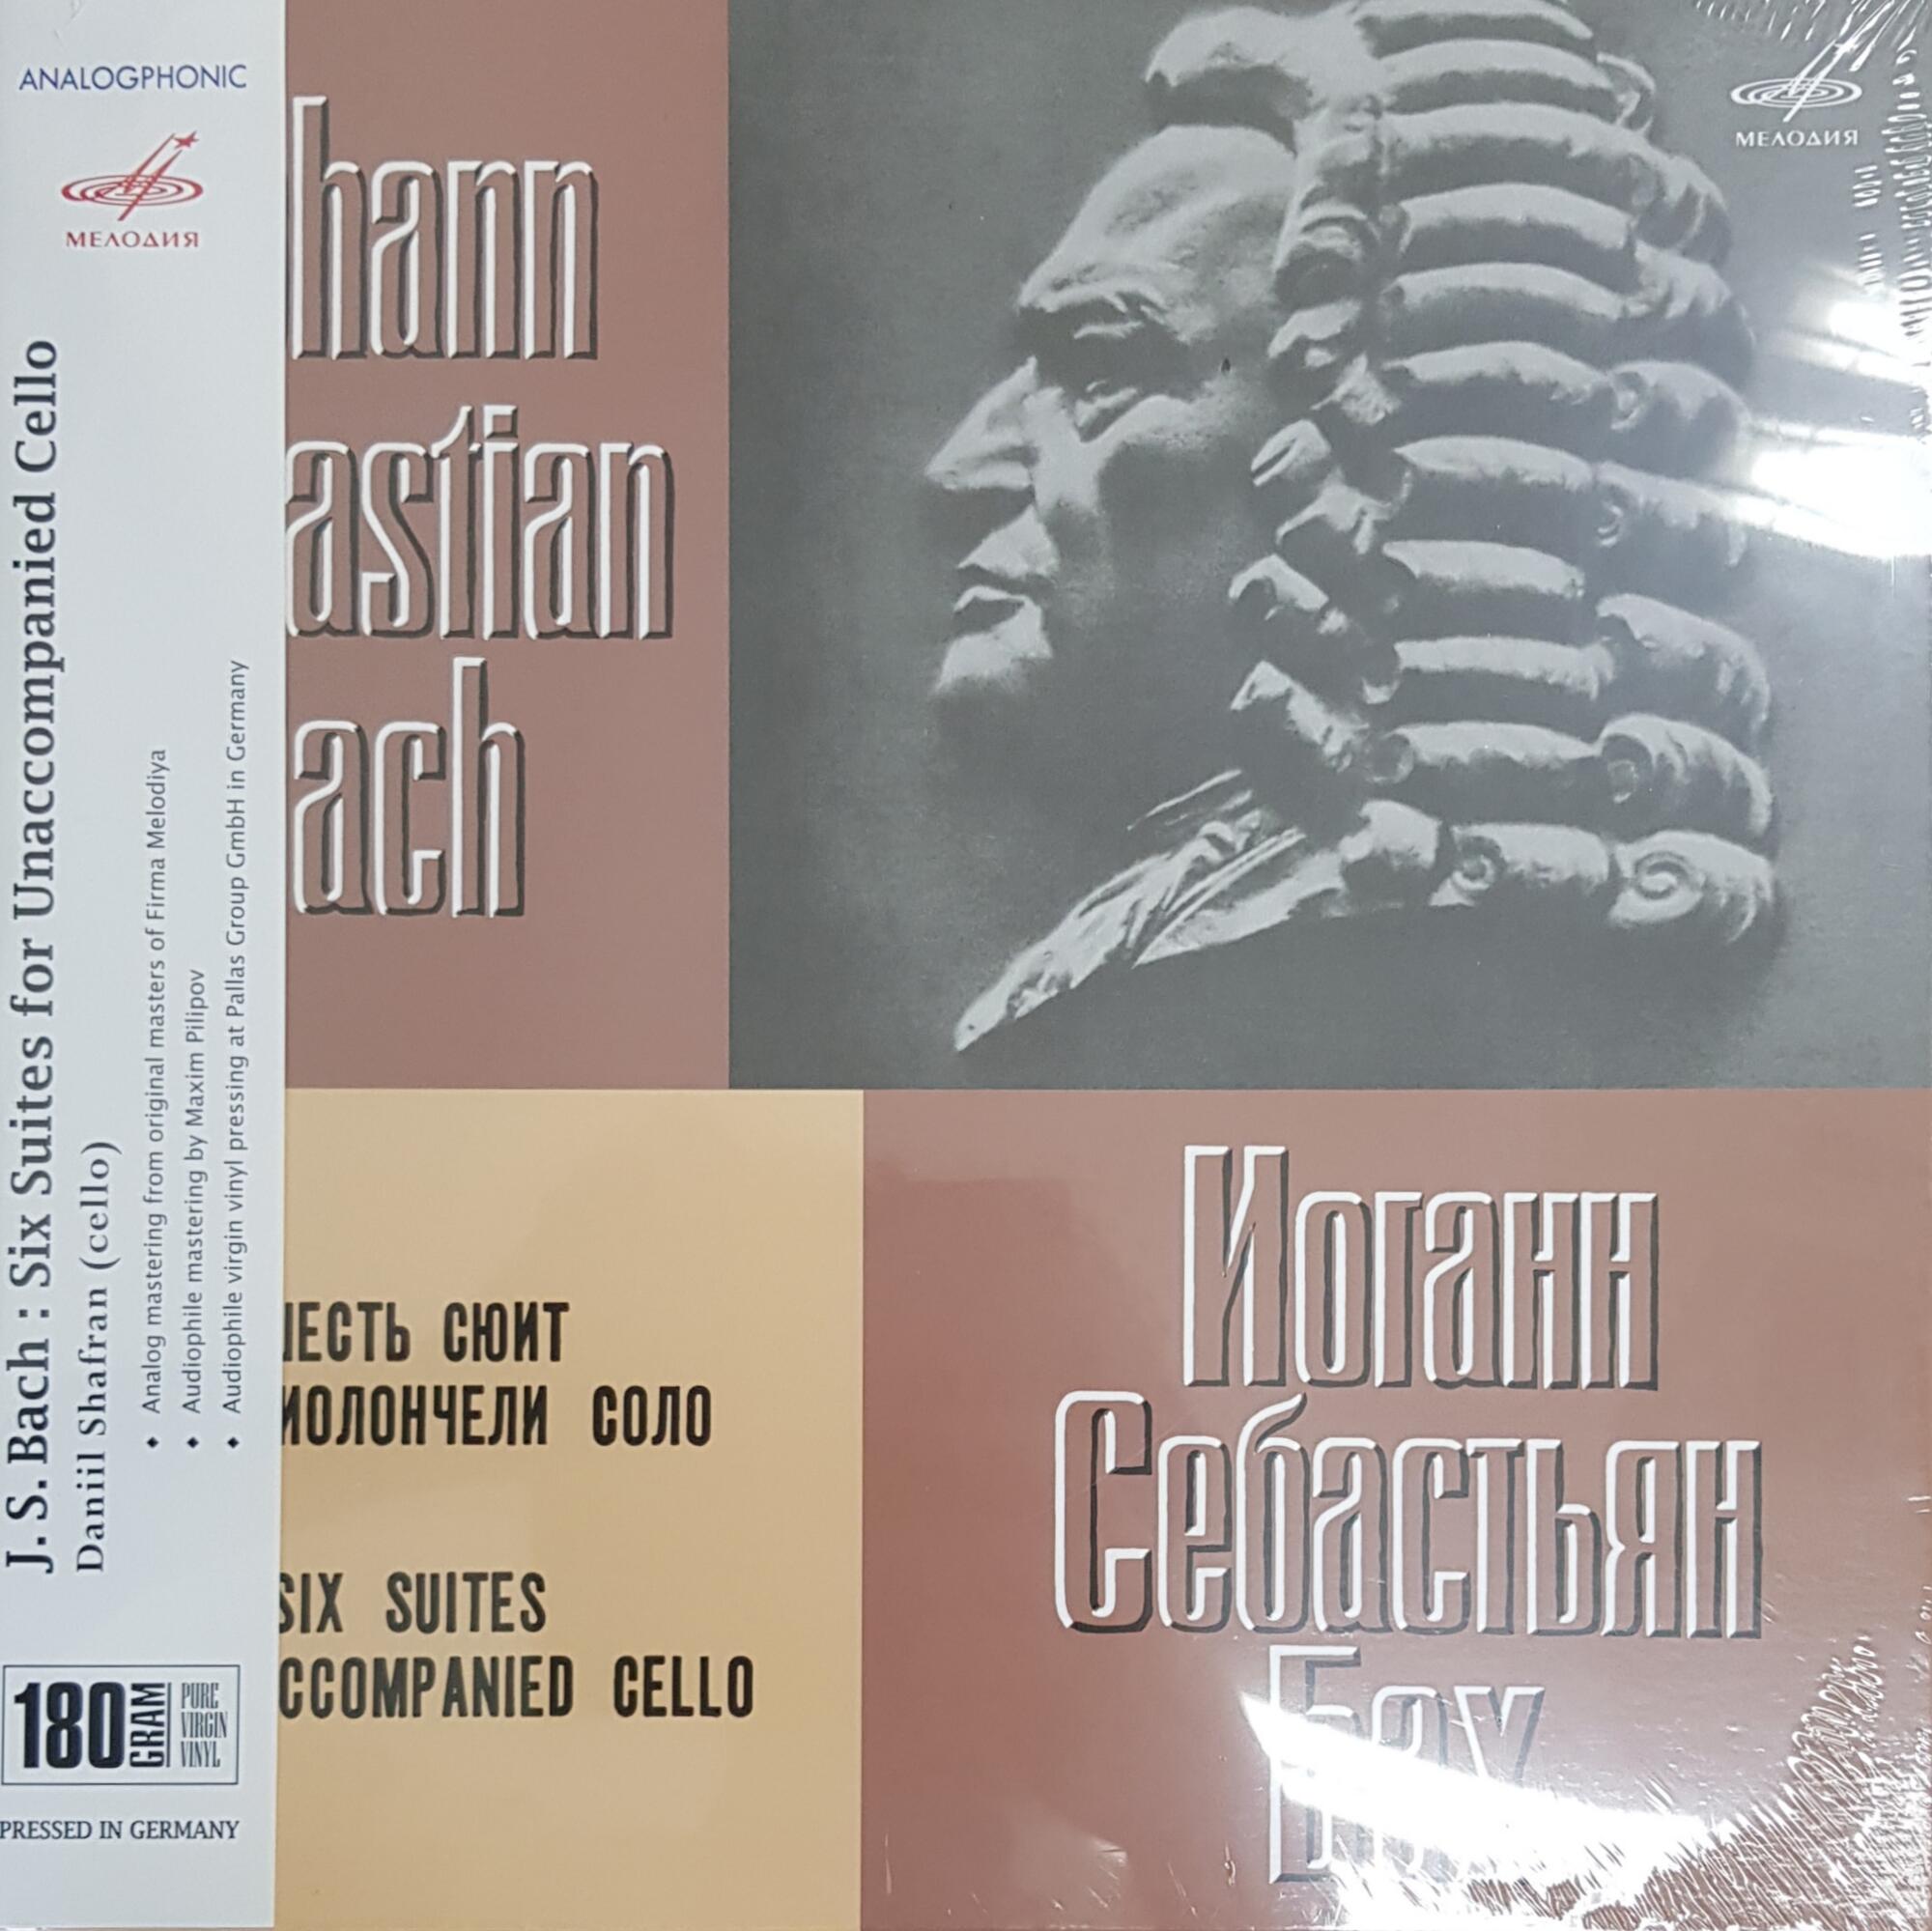 ANALOGPHONIC
МЕЛОДИЯ
J. S. Bach : Six Suites for Unaccompanied Cello
Daniil Shafran (cello)
♦ Analog mastering from original masters of Firma Melodiya
♦ Audiophile mastering by Maxim Pilipov
♦ Audiophile virgin vinyl pressing at Pallas Group GmbH in Germany
180 GRAM
PURE
VIRGIN
VINYL
PRESSED IN GERMANY
hann
astian
ach
МЕЛОДИЯ
ЕСТЬ СЮИТ
ИОЛОНЧЕЛИ СОЛО
SIX SUITES
CCOMPANIED CELLO
Иоганн
Себастьян
Бах